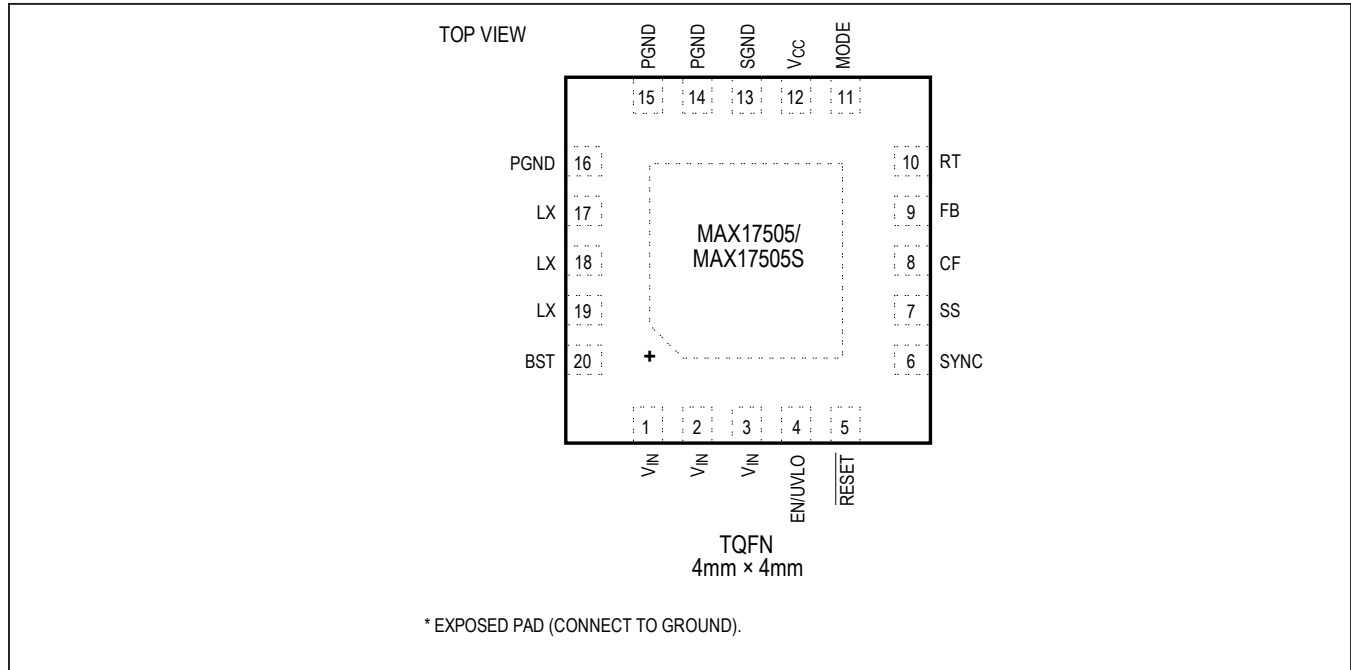 TOP VIEW
PGND
PGND
SGND
VCC
MODE
15
14
13
12
11
PGND 16
10 RT
LX 17
9 FB
MAX17505/
MAX17505S
LX 18
8 CF
LX 19
7 SS
BST 20
+
6 SYNC
1
2
3
4
5
VIN
VIN
VIN
EN/UVLO
RESET
TQFN
4mm × 4mm
* EXPOSED PAD (CONNECT TO GROUND).